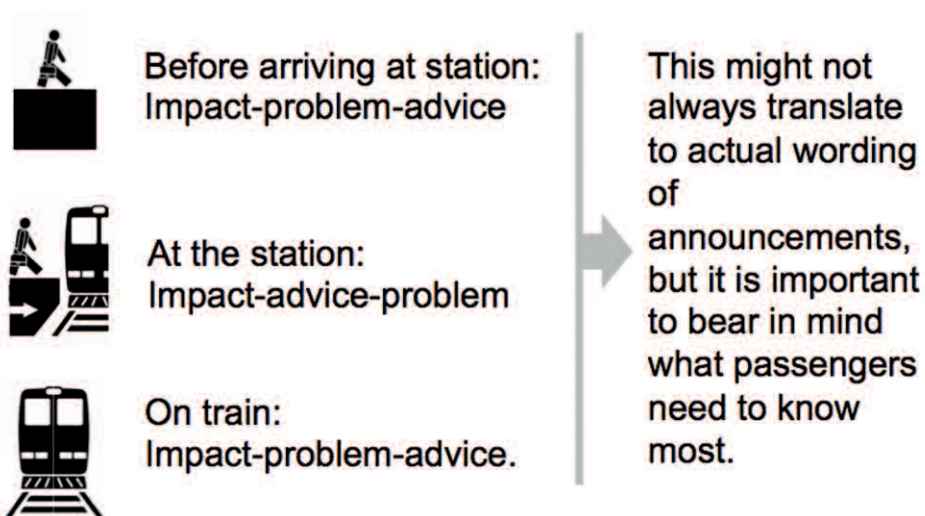 Before arriving at station:
Impact-problem-advice
At the station:
Impact-advice-problem
On train:
Impact-problem-advice.
This might not
always translate
to actual wording
of
announcements,
but it is important
to bear in mind
what passengers
need to know
most.